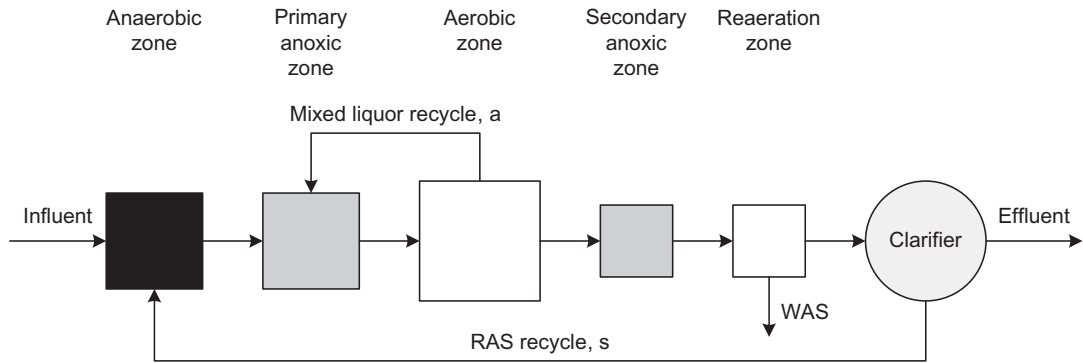 Anaerobic
zone
Primary
anoxic
zone
Aerobic
zone
Secondary
anoxic zone
Reaeration
zone
Mixed liquor recycle, a
Influent
Clarifier
Effluent
WAS
RAS recycle, s